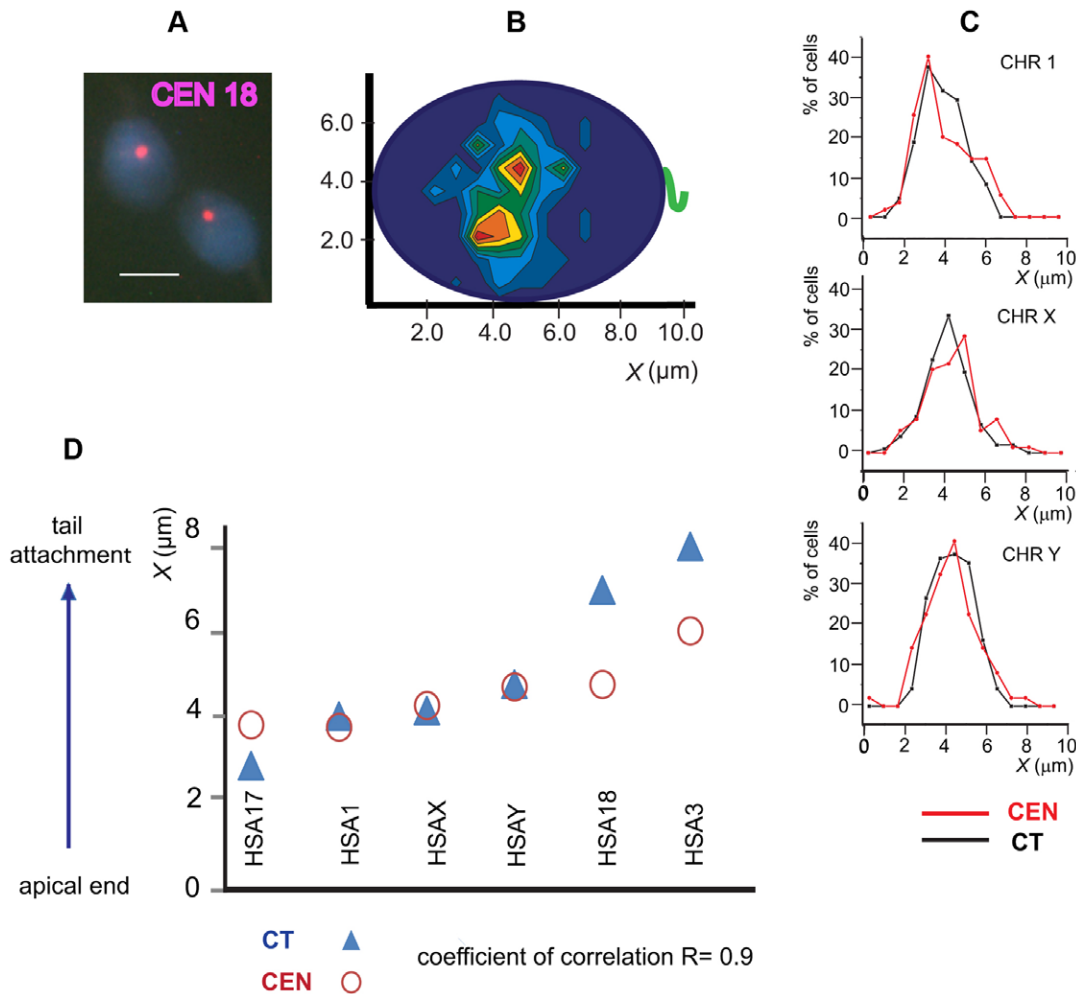 A
CEN 18
B
6.0
4.0
2.0
2.0
4.0
6.0
8.0
10.0
X (µm)
C
CHR 1
% of cells
40
30
20
10
0
0
2
4
6
8
10
X (µm)
CHR X
% of cells
40
30
20
10
0
0
2
4
6
8
10
X (µm)
CHR Y
% of cells
40
30
20
10
0
0
2
4
6
8
10
X (µm)
CEN
CT
D
tail
attachment
apical end
X (µm)
8
6
4
2
0
HSA17
HSA1
HSAX
HSAY
HSA18
HSA3
CT
CEN
coefficient of correlation R= 0.9